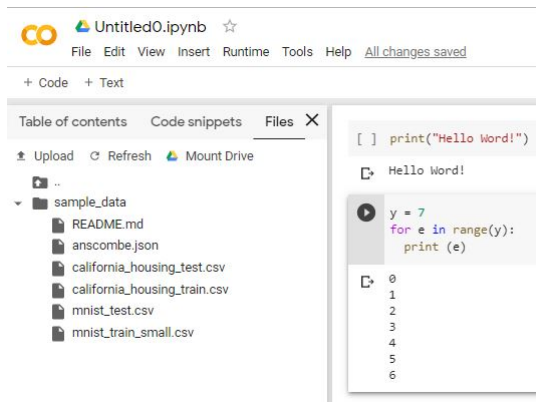 Untitled0.ipynb
File Edit View Insert Runtime Tools Help All changes saved
+ Code + Text
Table of contents Code snippets Files X
Upload Refresh Mount Drive
..
sample_data
README.md
anscombe.json
california_housing_test.csv
california_housing_train.csv
mnist_test.csv
mnist_train_small.csv
[ ] print("Hello Word!")
Hello Word!
y = 7
for e in range(y):
  print (e)
0
1
2
3
4
5
6